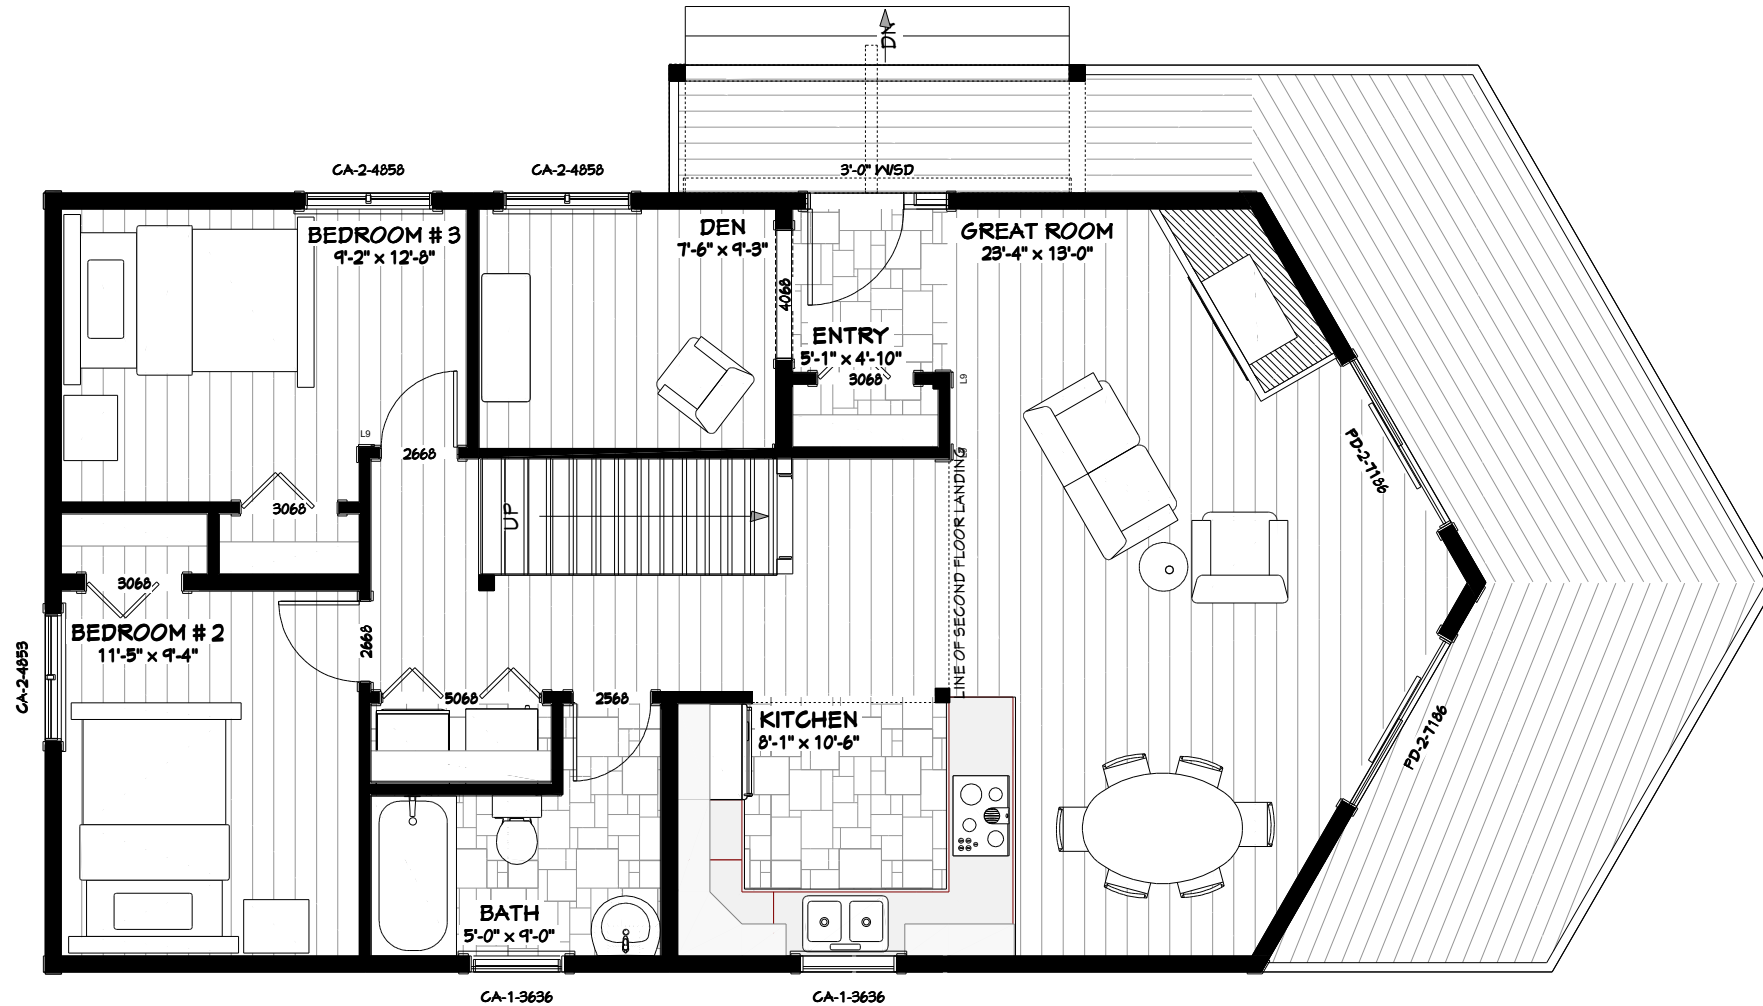 DN
CA-2-4858
CA-2-4858
3'-0" W/SD
BEDROOM # 3
9'-2" x 12'-8"
DEN
7'-6" x 9'-3"
GREAT ROOM
23'-4" x 13'-0"
4068
ENTRY
5'-1" x 4'-10"
3068
L9
L9
2668
PD-2-7186
UP
3068
LINE OF SECOND FLOOR LANDING
3068
BEDROOM # 2
11'-5" x 9'-4"
2668
CA-2-4853
5068
2568
KITCHEN
8'-1" x 10'-6"
PD-2-7186
BATH
5'-0" x 9'-0"
CA-1-3636
CA-1-3636